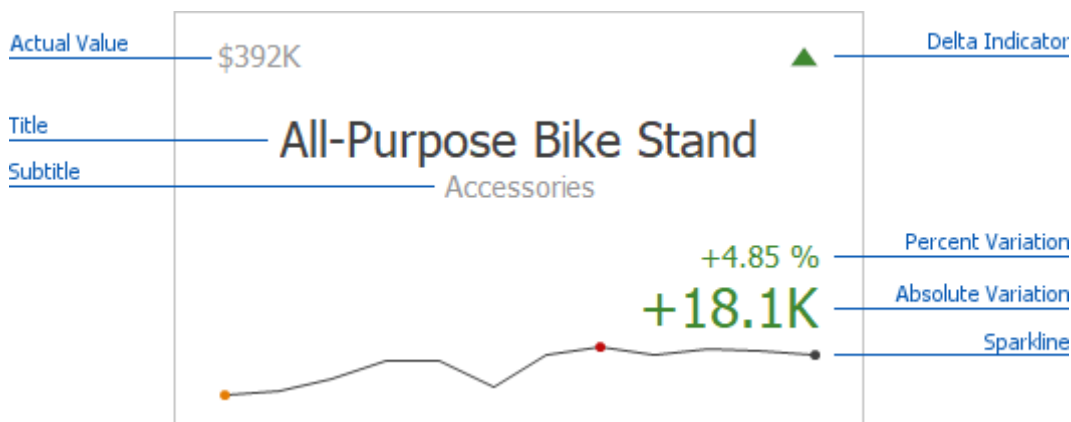 Actual Value
$392K
Delta Indicator
Title
All-Purpose Bike Stand
Subtitle
Accessories
+4.85 %
Percent Variation
+18.1K
Absolute Variation
Sparkline